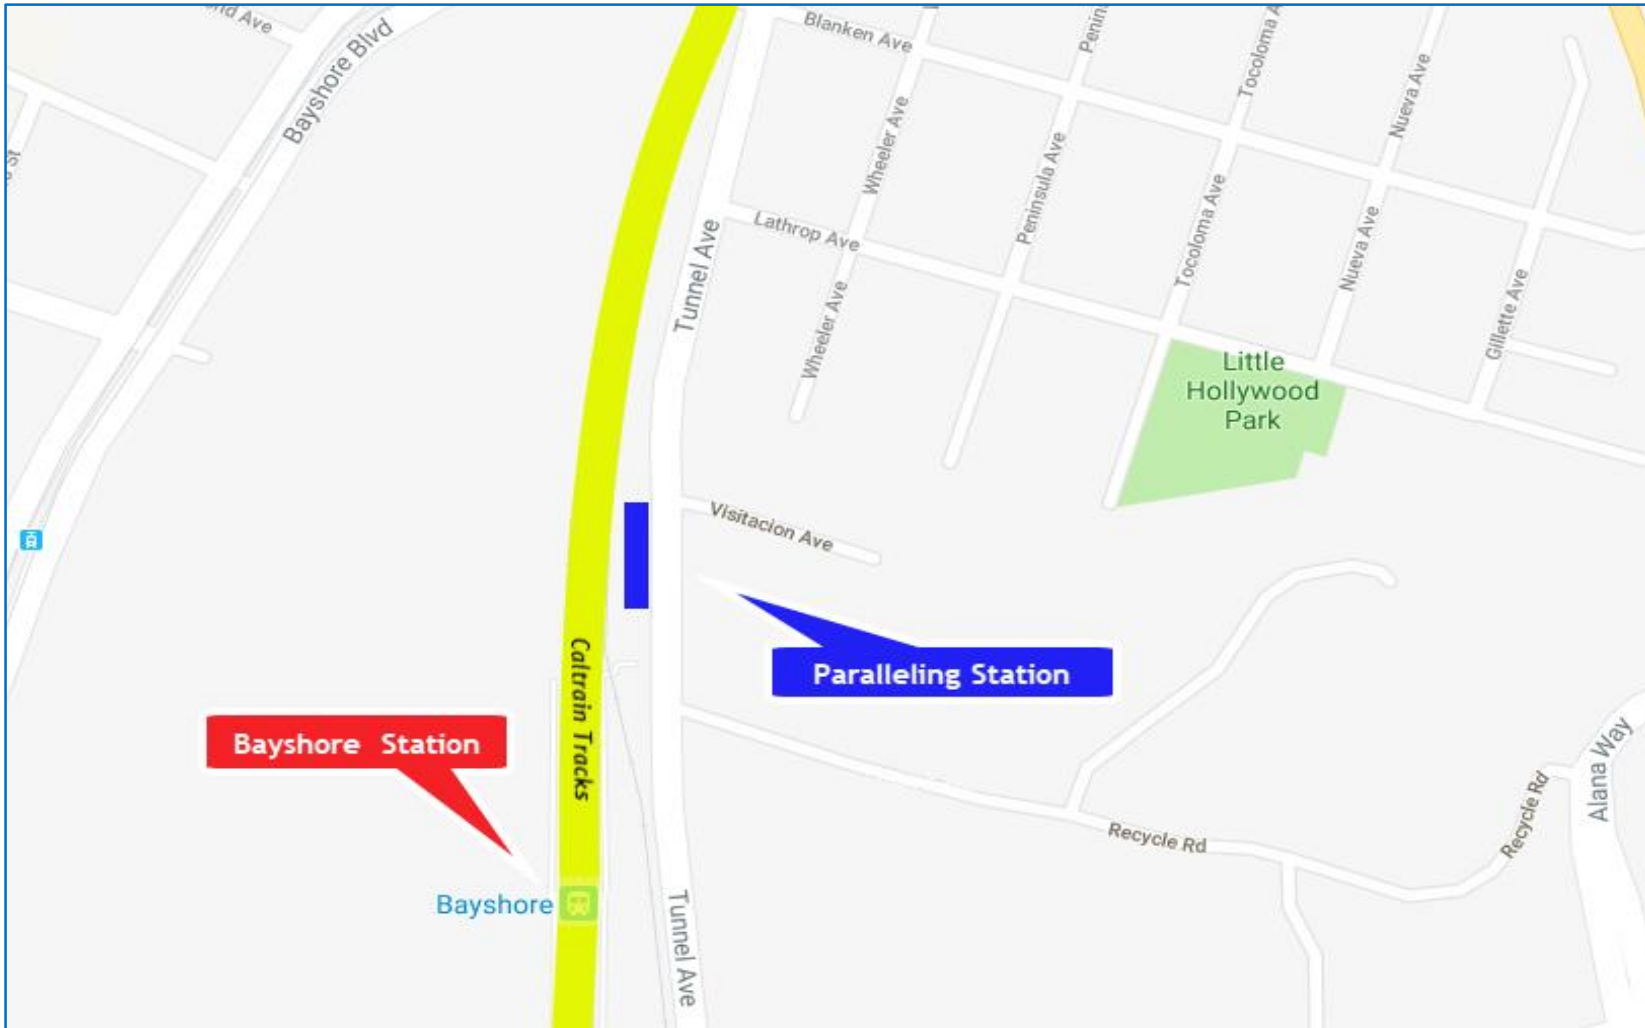 Bayshore Blvd
Blanken Ave
Tocoloma A
Nueva Ave
Wheeler Ave
Peninsula Ave
Tocoloma Ave
Nueva Ave
Lathrop Ave
Tunnel Ave
Wheeler Ave
Gillette Ave
Little
Hollywood
Park
Visitacion Ave
Paralleling Station
Caltrain Tracks
Bayshore Station
Alana Way
Recycle Rd
Recycle Rd
Bayshore
Tunnel Ave